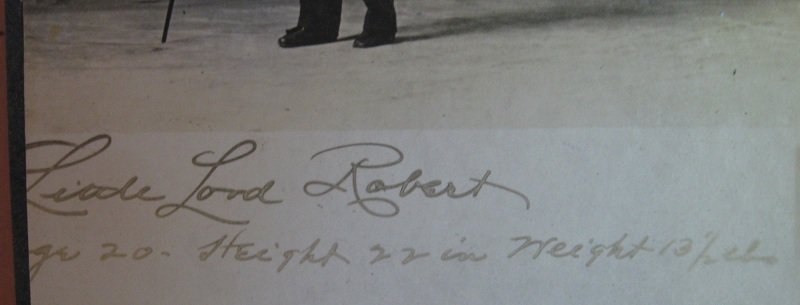 Little Lord Robert
ge 20. Height 22 in Weight 13½ lbs